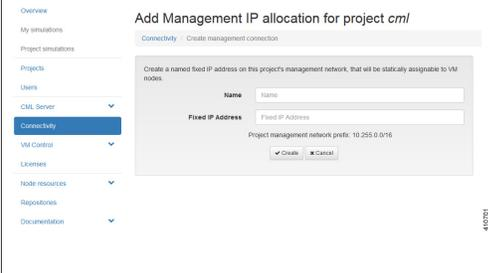 Overview
My simulations
Project simulations
Projects
Users
CML Server
Connectivity
VM Control
Licenses
Node resources
Repositories
Documentation
Add Management IP allocation for project cml
Connectivity / Create management connection
Create a named fixed IP address on this project's management network, that will be statically assignable to VM
nodes.
Name Name
Fixed IP Address Fixed IP Address
Project management network prefix: 10.255.0.0/16
Create Cancel
410701